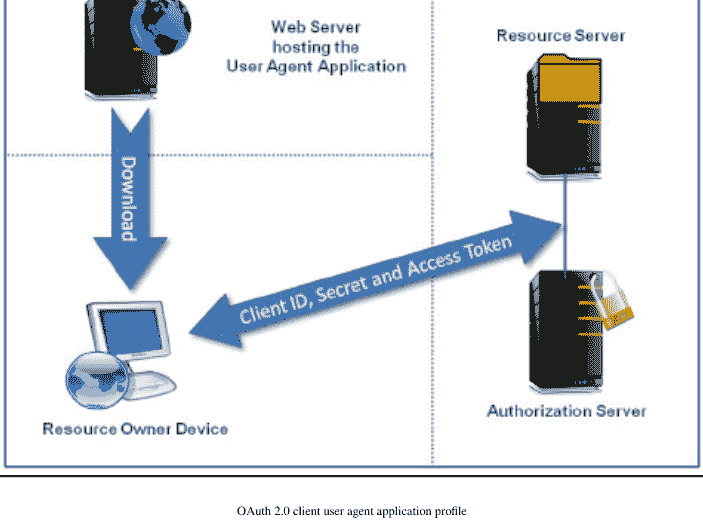 Web Server
hosting the
User Agent Application
Resource Server
Download
Client ID, Secret and Access Token
Resource Owner Device
Authorization Server
OAuth 2.0 client user agent application profile